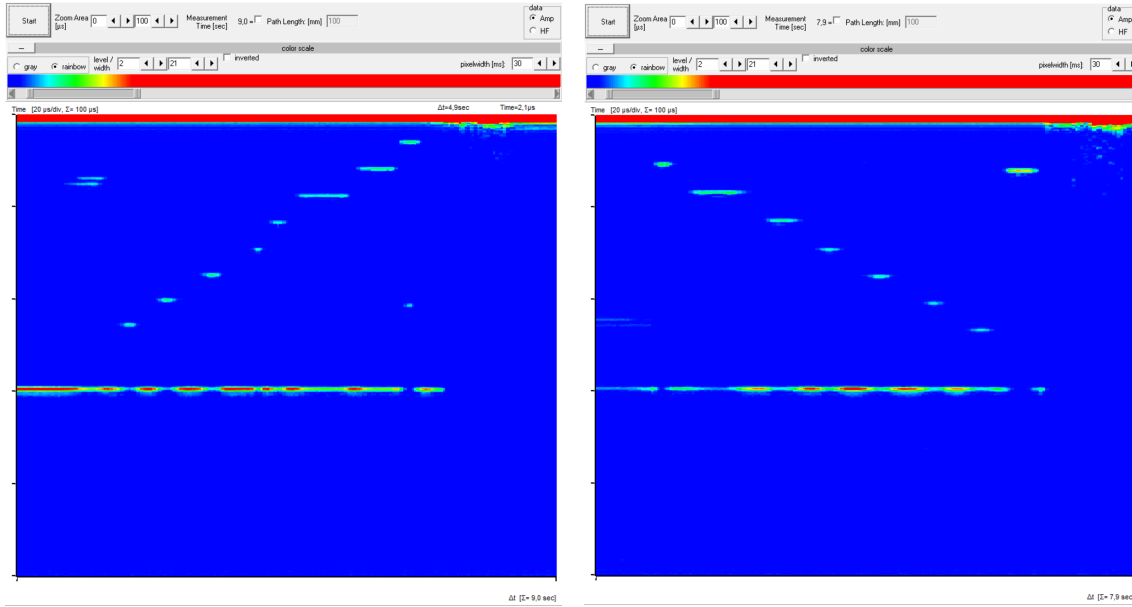 Start
Zoom Area [µs] 0 100
Measurement Time [sec] 9,0 =
Path Length: [mm] 100
data
Amp
HF
–
color scale
gray
rainbow
level / width 2 21
inverted
pixelwidth [ms]: 30
Time [20 µs/div, Σ= 100 µs]
Δt=4,9sec
Time=2,1µs
Δt [Σ= 9,0 sec]
Start
Zoom Area [µs] 0 100
Measurement Time [sec] 7,9 =
Path Length: [mm] 100
data
Amp
HF
–
color scale
gray
rainbow
level / width 2 21
inverted
pixelwidth [ms]: 30
Time [20 µs/div, Σ= 100 µs]
Δt [Σ= 7,9 sec